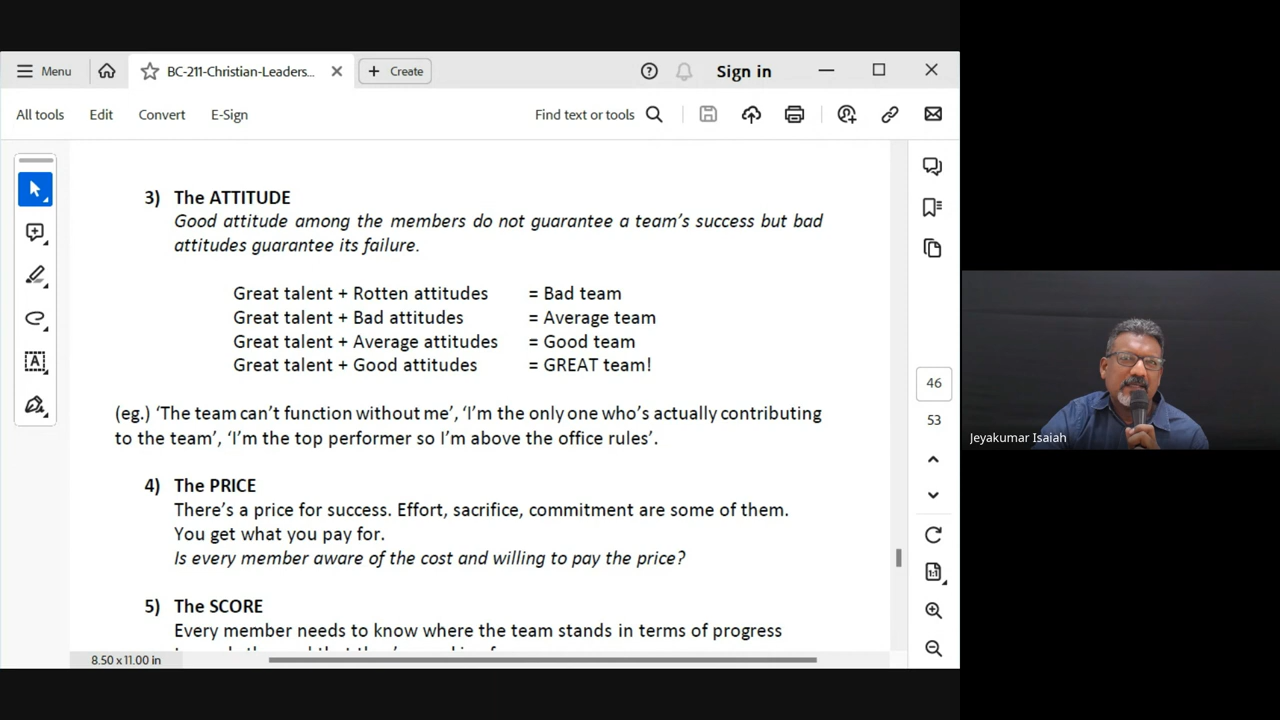 Menu
BC-211-Christian-Leaders...
Create
Sign in
All tools
Edit
Convert
E-Sign
Find text or tools
3) The ATTITUDE
Good attitude among the members do not guarantee a team's success but bad
attitudes guarantee its failure.
Great talent + Rotten attitudes = Bad team
Great talent + Bad attitudes = Average team
Great talent + Average attitudes = Good team
Great talent + Good attitudes = GREAT team!
(eg.) 'The team can't function without me', 'I'm the only one who's actually contributing
to the team', 'I'm the top performer so I'm above the office rules'.
4) The PRICE
There's a price for success. Effort, sacrifice, commitment are some of them.
You get what you pay for.
Is every member aware of the cost and willing to pay the price?
5) The SCORE
Every member needs to know where the team stands in terms of progress
8.50 x 11.00 in
46
53
1:1
Jeyakumar Isaiah